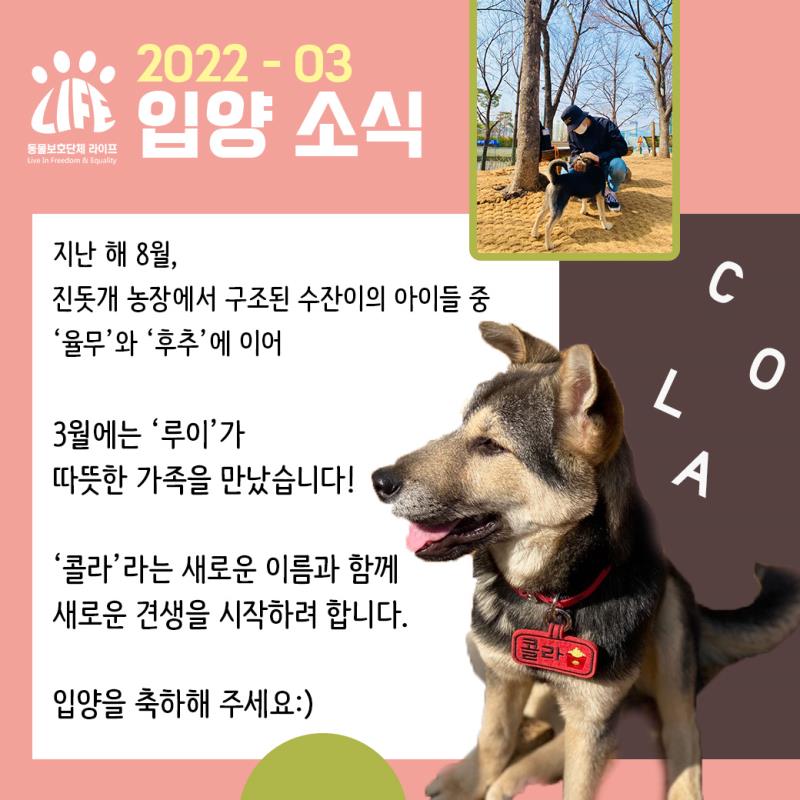 LIFE
동물보호단체 라이프
Live In Freedom & Equality
2022 - 03
입양 소식
지난 해 8월,
진돗개 농장에서 구조된 수잔이의 아이들 중
‘율무’와 ‘후추’에 이어
3월에는 ‘루이’가
따뜻한 가족을 만났습니다!
‘콜라’라는 새로운 이름과 함께
새로운 견생을 시작하려 합니다.
입양을 축하해 주세요:)
C
O
L
A
콜라